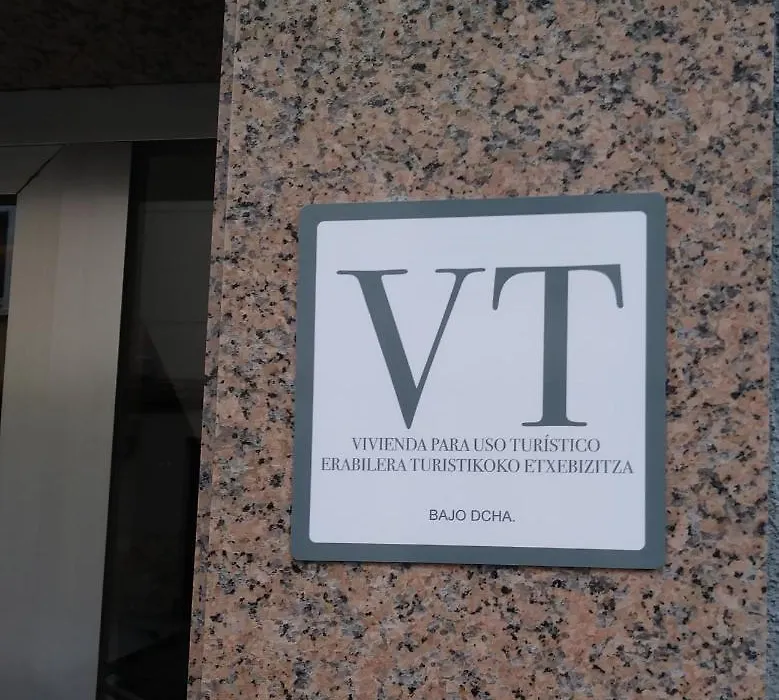 VT
VIVIENDA PARA USO TURÍSTICO
ERABILERA TURISTIKOKO ETXEBIZITZA
BAJO DCHA.